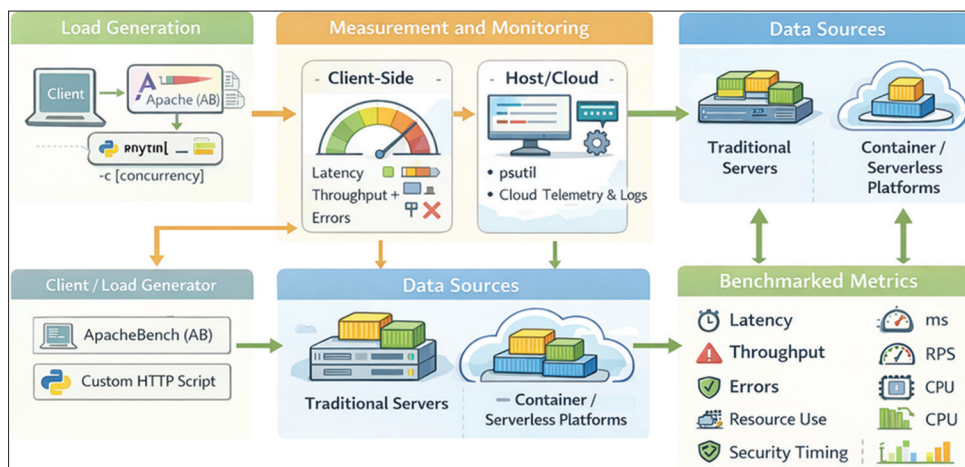 Load Generation
Client
Apache (AB)
-c [concurrency]
Measurement and Monitoring
- Client-Side -
Latency
Throughput +
Errors
- Host/Cloud -
• psutil
• Cloud Telemetry & Logs
Data Sources
Traditional
Servers
Container /
Serverless
Platforms
Client / Load Generator
ApacheBench (AB)
Custom HTTP Script
Data Sources
Traditional Servers
Container /
Serverless Platforms
Benchmarked Metrics
Latency ms
Throughput RPS
Errors CPU
Resource Use CPU
Security Timing